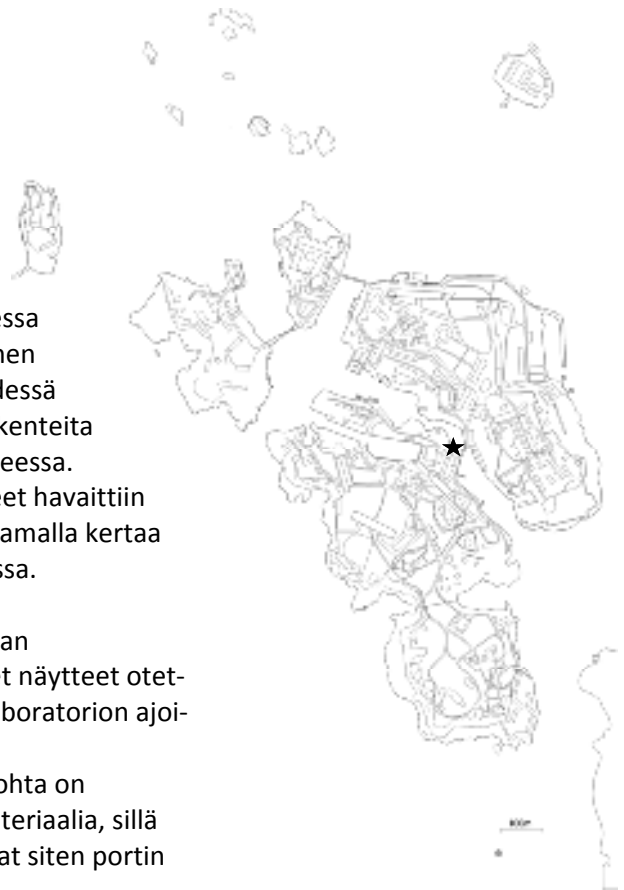 essa
nen
dessä
kenteita
eessa.
eet havaittiin
amalla kertaa
ssa.
an
et näytteet otet-
boratorion ajoi-
ohta on
teriaalia, sillä
at siten portin